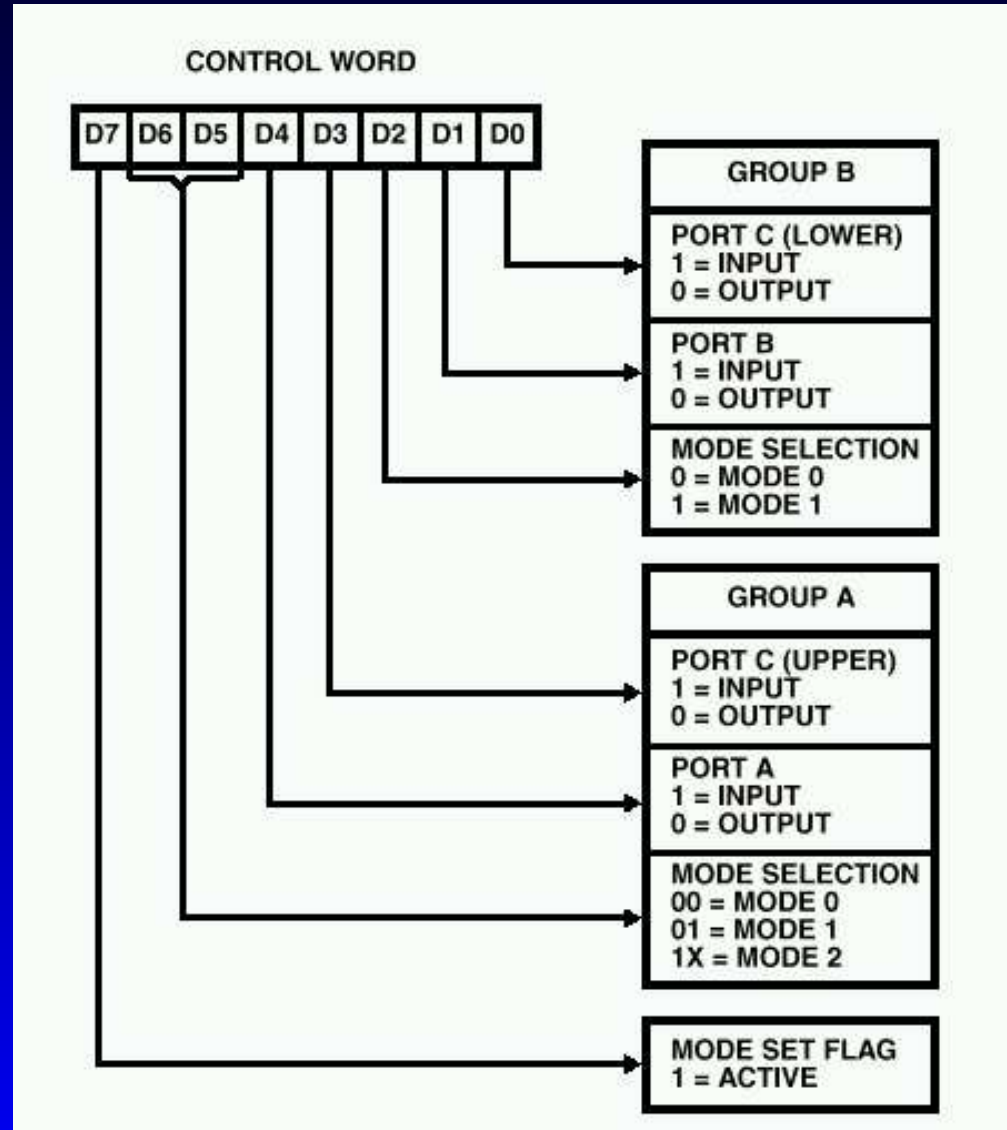 CONTROL WORD
D7 D6 D5 D4 D3 D2 D1 D0
GROUP B
PORT C (LOWER)
1 = INPUT
0 = OUTPUT
PORT B
1 = INPUT
0 = OUTPUT
MODE SELECTION
0 = MODE 0
1 = MODE 1
GROUP A
PORT C (UPPER)
1 = INPUT
0 = OUTPUT
PORT A
1 = INPUT
0 = OUTPUT
MODE SELECTION
00 = MODE 0
01 = MODE 1
1X = MODE 2
MODE SET FLAG
1 = ACTIVE